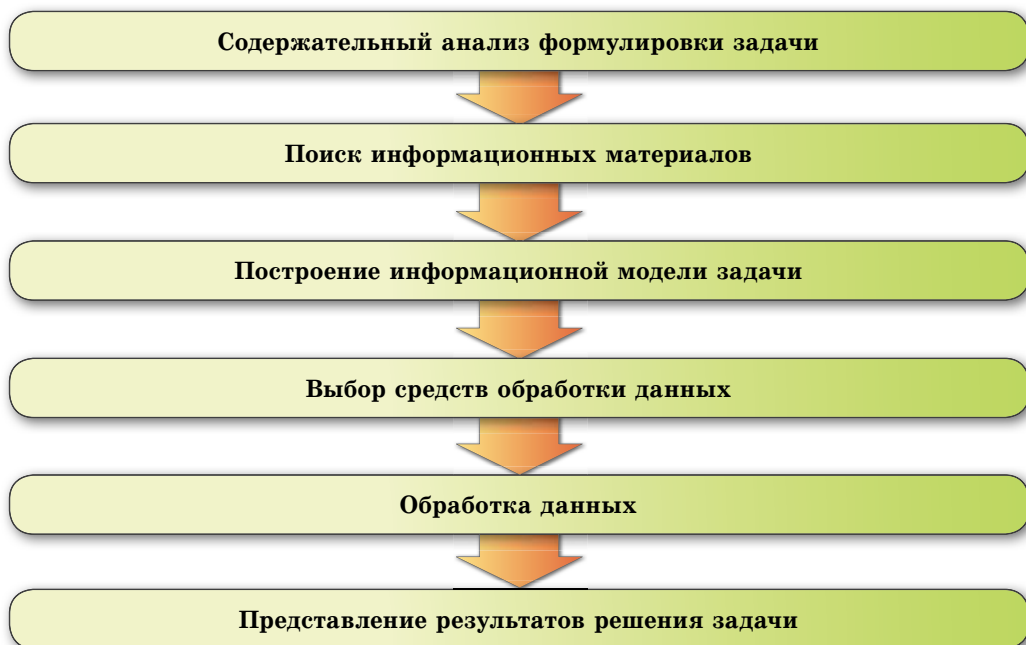 Содержательный анализ формулировки задачи
Поиск информационных материалов
Построение информационной модели задачи
Выбор средств обработки данных
Обработка данных
Представление результатов решения задачи